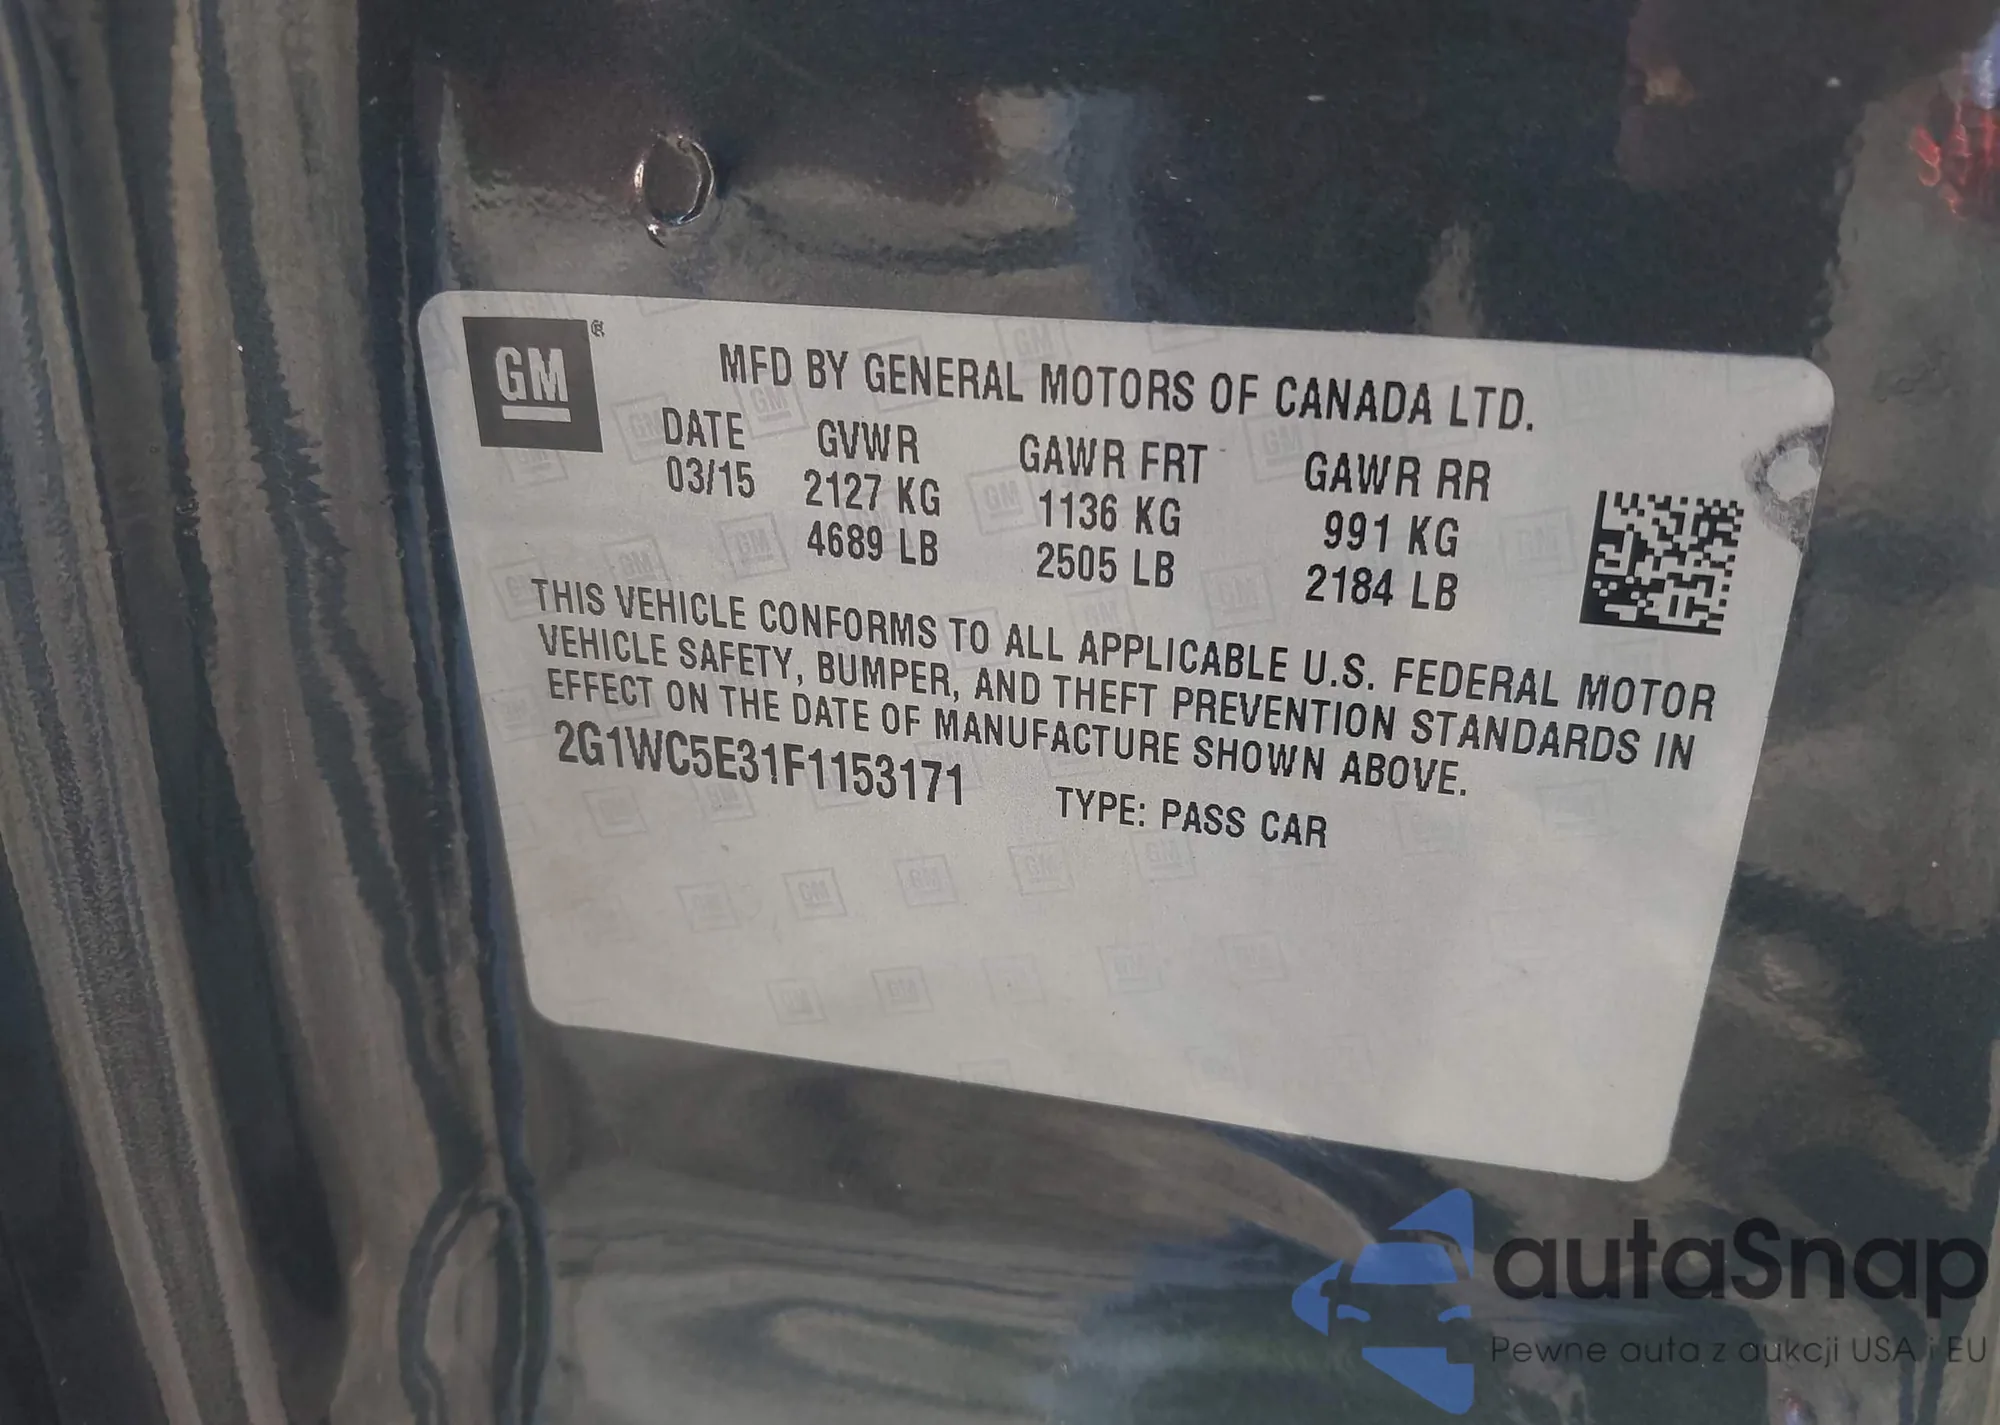 GM ®
MFD BY GENERAL MOTORS OF CANADA LTD.
DATE GVWR GAWR FRT GAWR RR
03/15 2127 KG 1136 KG 991 KG
4689 LB 2505 LB 2184 LB
THIS VEHICLE CONFORMS TO ALL APPLICABLE U.S. FEDERAL MOTOR
VEHICLE SAFETY, BUMPER, AND THEFT PREVENTION STANDARDS IN
EFFECT ON THE DATE OF MANUFACTURE SHOWN ABOVE.
2G1WC5E31F1153171 TYPE: PASS CAR
autaSnap
Pewne auta z aukcji USA i EU